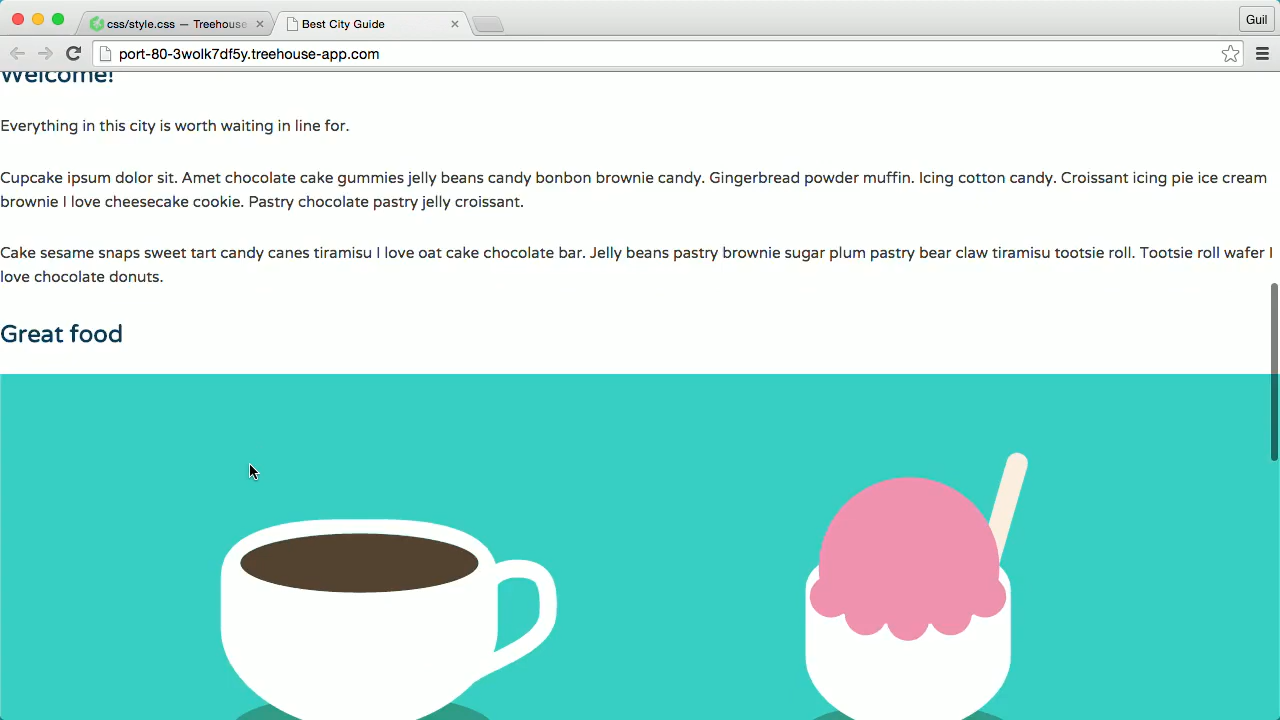 css/style.css — Treehouse
Best City Guide
Guil
port-80-3wolk7df5y.treehouse-app.com
Welcome!
Everything in this city is worth waiting in line for.
Cupcake ipsum dolor sit. Amet chocolate cake gummies jelly beans candy bonbon brownie candy. Gingerbread powder muffin. Icing cotton candy. Croissant icing pie ice cream
brownie I love cheesecake cookie. Pastry chocolate pastry jelly croissant.
Cake sesame snaps sweet tart candy canes tiramisu I love oat cake chocolate bar. Jelly beans pastry brownie sugar plum pastry bear claw tiramisu tootsie roll. Tootsie roll wafer I
love chocolate donuts.
Great food